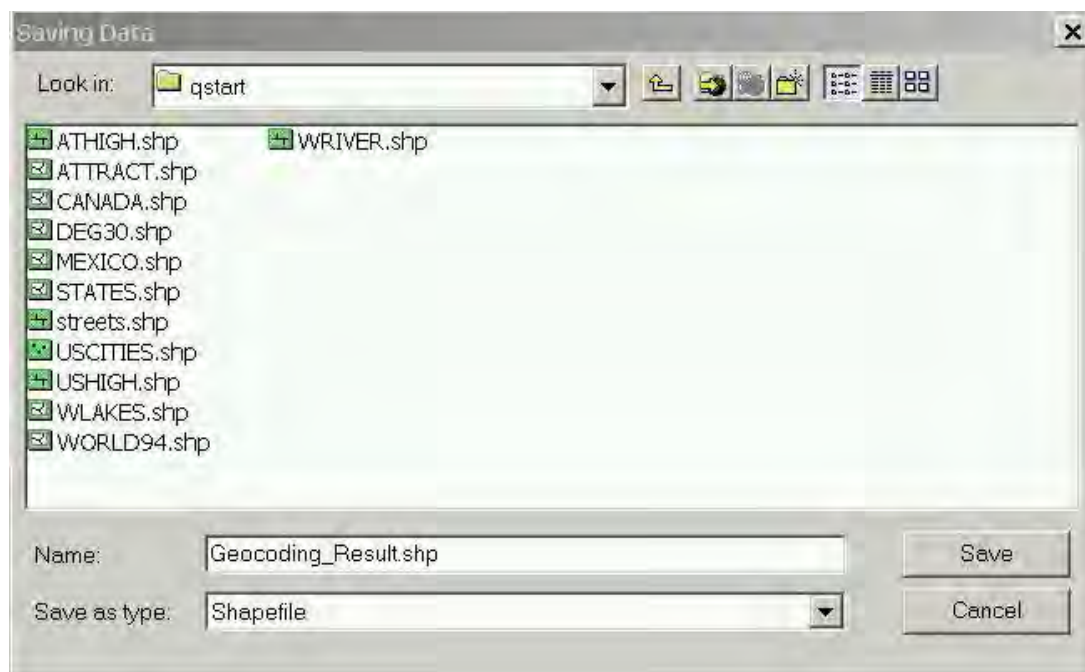 Saving Data
Look in: qstart
ATHIGH.shp
ATTRACT.shp
CANADA.shp
DEG30.shp
MEXICO.shp
STATES.shp
streets.shp
USCITIES.shp
USHIGH.shp
WLAKES.shp
WORLD94.shp
WRIVER.shp
Name: Geocoding_Result.shp
Save
Save as type: Shapefile
Cancel